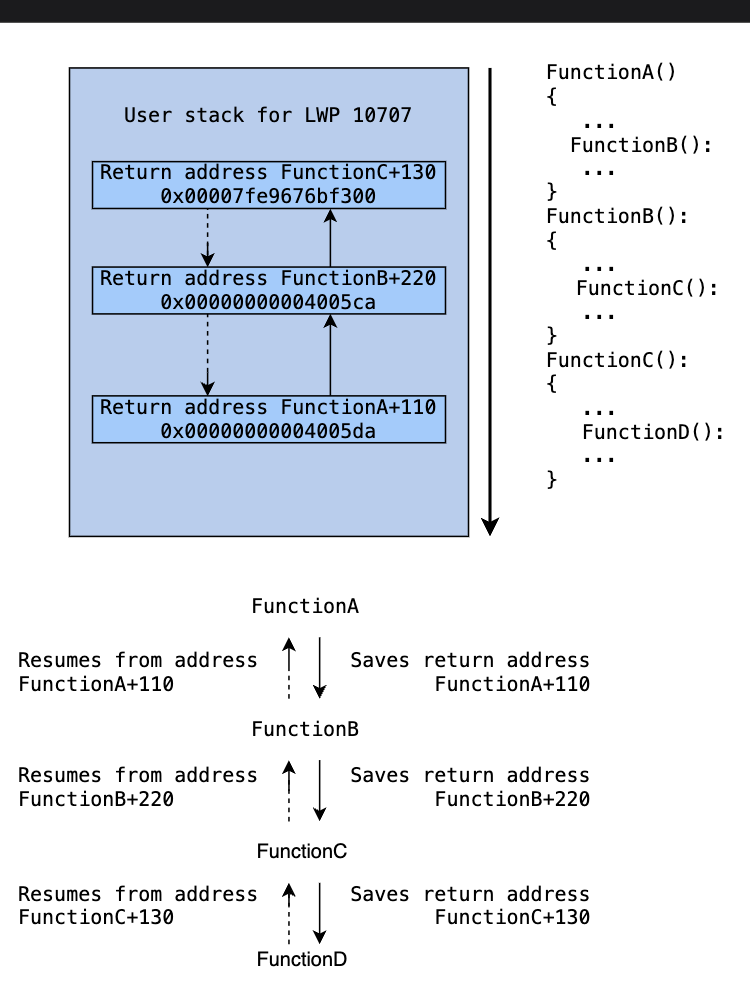 User stack for LWP 10707
Return address FunctionC+130
0x00007fe9676bf300
Return address FunctionB+220
0x00000000004005ca
Return address FunctionA+110
0x00000000004005da
FunctionA()
{
...
FunctionB():
...
}
FunctionB():
{
...
FunctionC():
...
}
FunctionC():
{
...
FunctionD():
...
}
FunctionA
Resumes from address
FunctionA+110
Saves return address
FunctionA+110
FunctionB
Resumes from address
FunctionB+220
Saves return address
FunctionB+220
FunctionC
Resumes from address
FunctionC+130
Saves return address
FunctionC+130
FunctionD